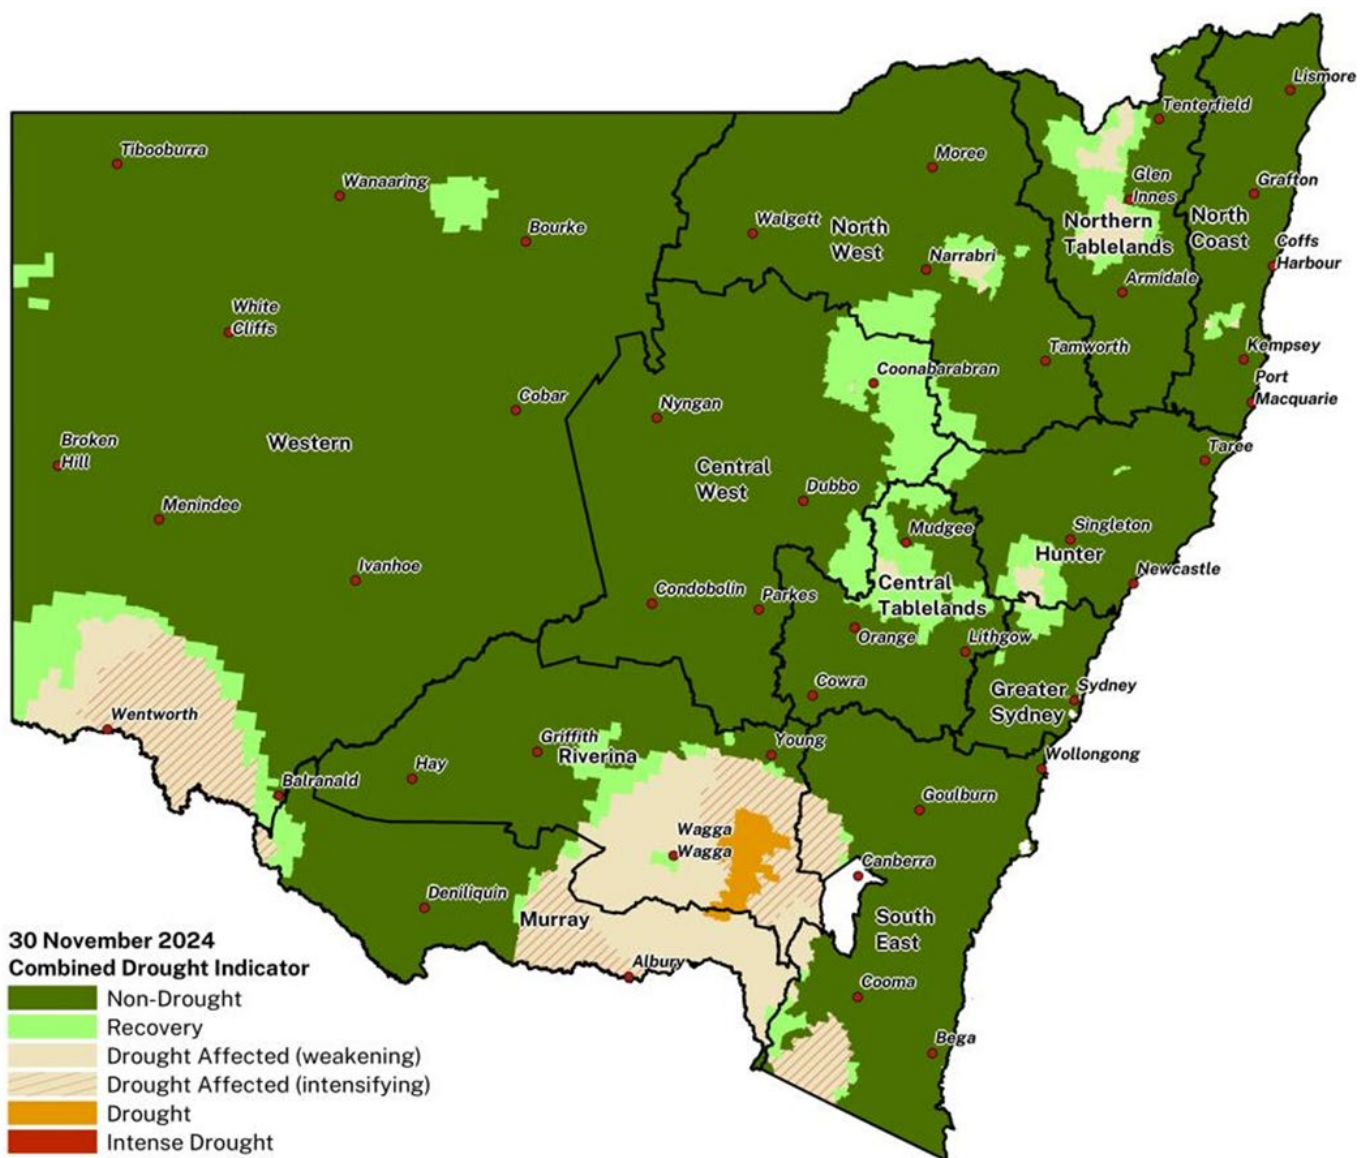 Lismore
Tenterfield
Tibooburra
Moree
Wanaaring
Glen
Innes
Grafton
Walgett
North
West
Northern
Tablelands
North
Coast
Bourke
Coffs
Harbour
Narrabri
Armidale
White
Cliffs
Tamworth
Kempsey
Coonabarabran
Port
Macquarie
Cobar
Nyngan
Broken
Hill
Western
Taree
Central
West
Dubbo
Menindee
Mudgee
Singleton
Hunter
Ivanhoe
Newcastle
Condobolin
Parkes
Central
Tablelands
Orange
Lithgow
Cowra
Greater
Sydney
Sydney
Wentworth
Griffith
Riverina
Young
Wollongong
Hay
Balranald
Goulburn
Wagga
Wagga
Canberra
Deniliquin
Murray
South
East
Albury
Cooma
Bega
30 November 2024
Combined Drought Indicator
Non-Drought
Recovery
Drought Affected (weakening)
Drought Affected (intensifying)
Drought
Intense Drought